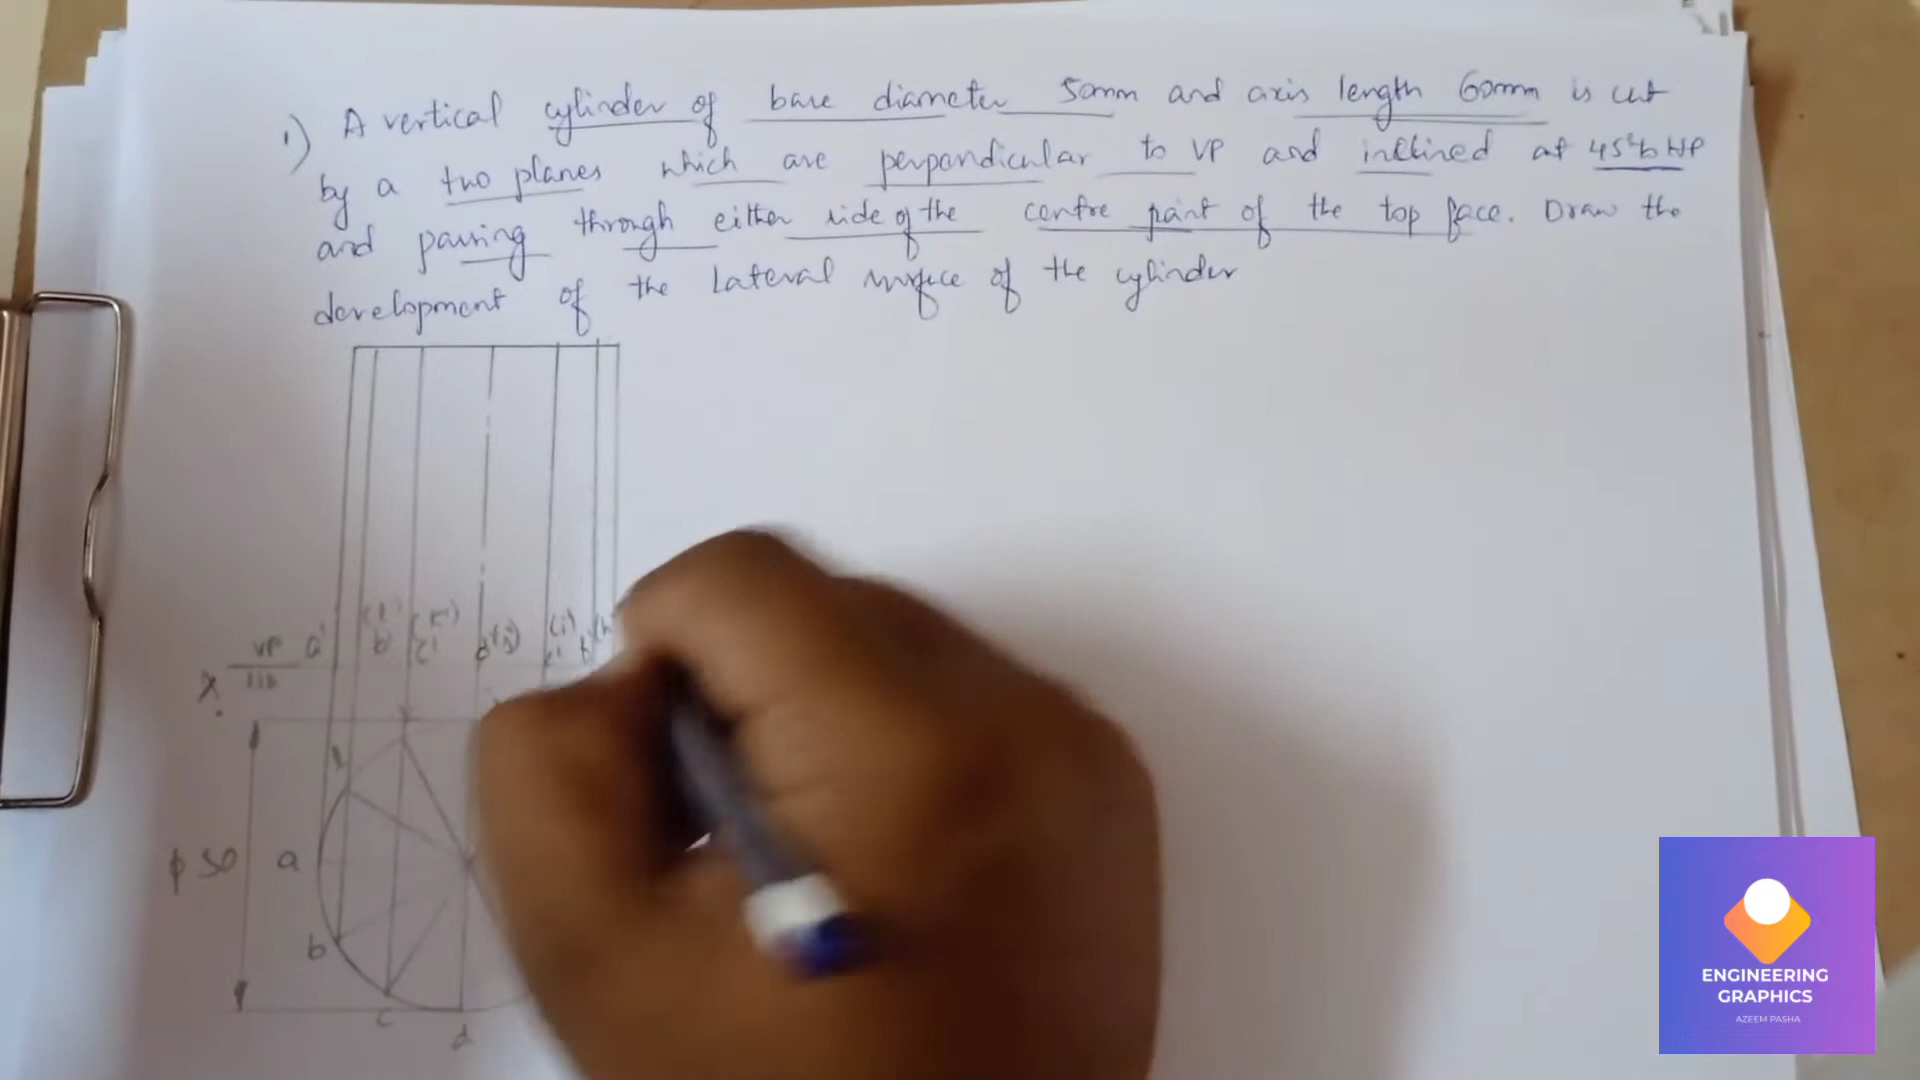 1) A vertical cylinder of base diameter 50mm and axis length 60mm is cut
by a two planes which are perpendicular to VP and inclined at 45° to HP
and passing through either side of the centre point of the top face. Draw the
development of the lateral surface of the cylinder
(l')
(k')
(j')
(i)
(h'
VP
a'
b'
c'
d'
e'
f'
X
HP
k
l
ϕ 50
a
b
c
d
ENGINEERING
GRAPHICS
AZEEM PASHA